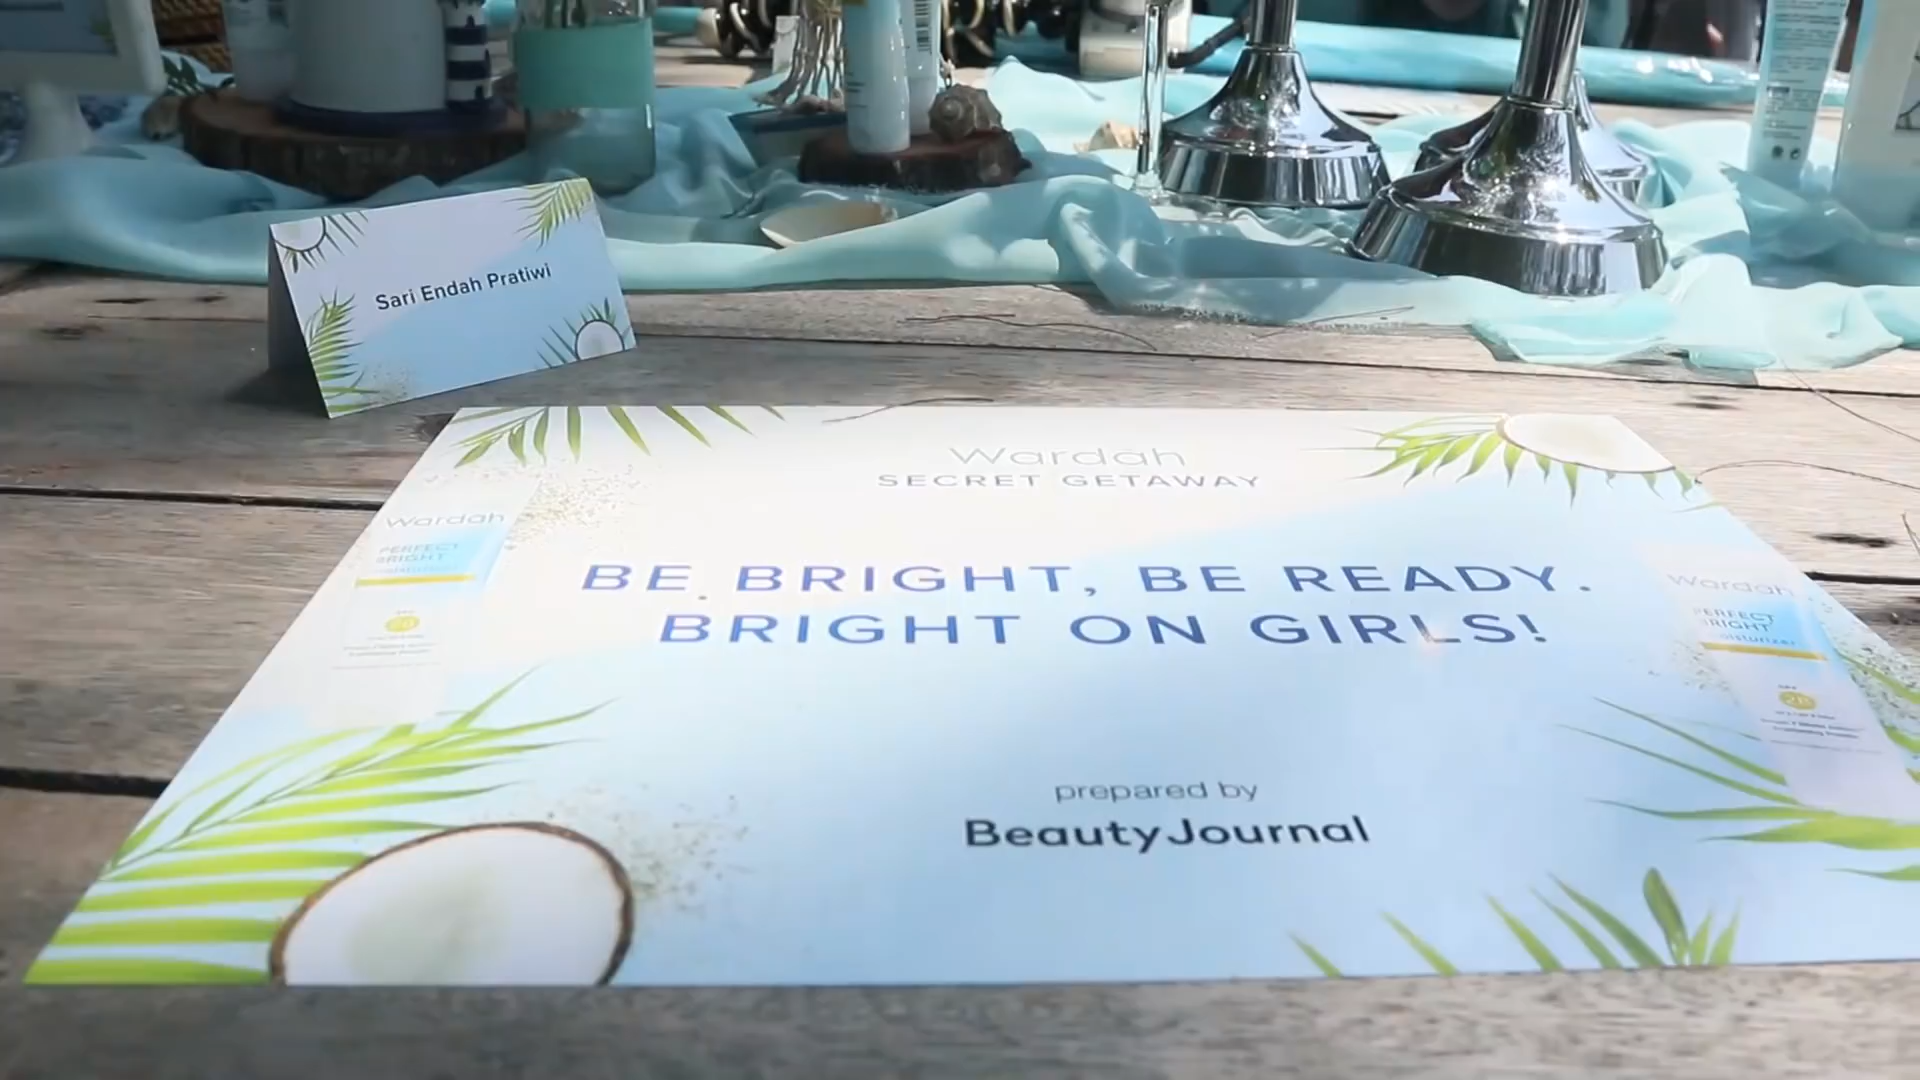 Sari Endah Pratiwi
Wardah
SECRET GETAWAY
BE BRIGHT, BE READY.
BRIGHT ON GIRLS!
prepared by
BeautyJournal
Wardah
PERFECT
BRIGHT
Wardah
PERFECT
BRIGHT
moisturizer